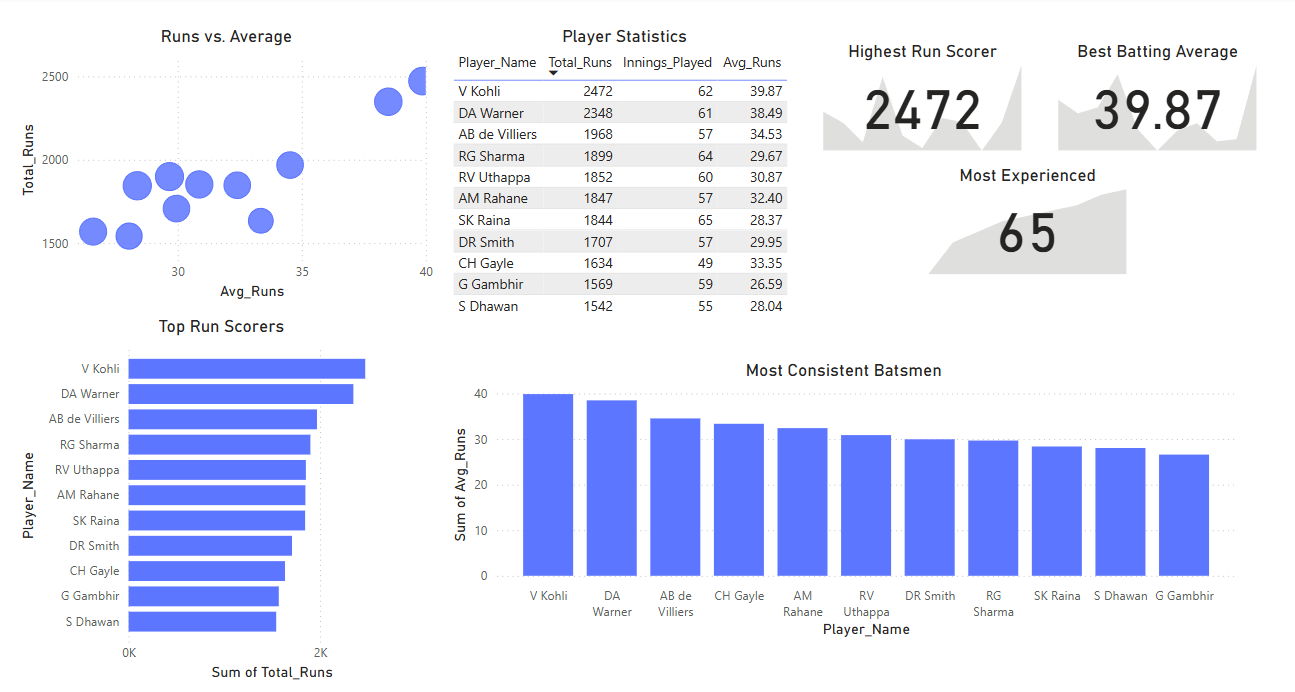 Runs vs. Average
Total_Runs
2500
2000
1500
30 35 40
Avg_Runs
Player Statistics
Player_Name Total_Runs Innings_Played Avg_Runs
V Kohli 2472 62 39.87
DA Warner 2348 61 38.49
AB de Villiers 1968 57 34.53
RG Sharma 1899 64 29.67
RV Uthappa 1852 60 30.87
AM Rahane 1847 57 32.40
SK Raina 1844 65 28.37
DR Smith 1707 57 29.95
CH Gayle 1634 49 33.35
G Gambhir 1569 59 26.59
S Dhawan 1542 55 28.04
Highest Run Scorer
2472
Best Batting Average
39.87
Most Experienced
65
Top Run Scorers
Player_Name
V Kohli
DA Warner
AB de Villiers
RG Sharma
RV Uthappa
AM Rahane
SK Raina
DR Smith
CH Gayle
G Gambhir
S Dhawan
0K 2K
Sum of Total_Runs
Most Consistent Batsmen
Sum of Avg_Runs
40
30
20
10
0
V Kohli DA AB de CH Gayle AM RV DR Smith RG SK Raina S Dhawan G Gambhir
Warner Villiers Rahane Uthappa Sharma
Player_Name